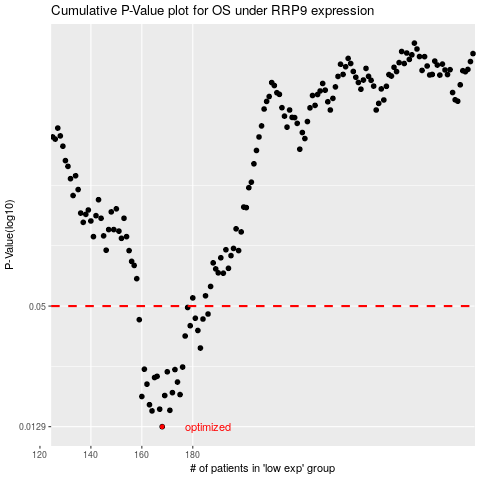 Cumulative P-Value plot for OS under RRP9 expression
P-Value(log10)
0.05
0.0129
optimized
120 140 160 180
# of patients in 'low exp' group